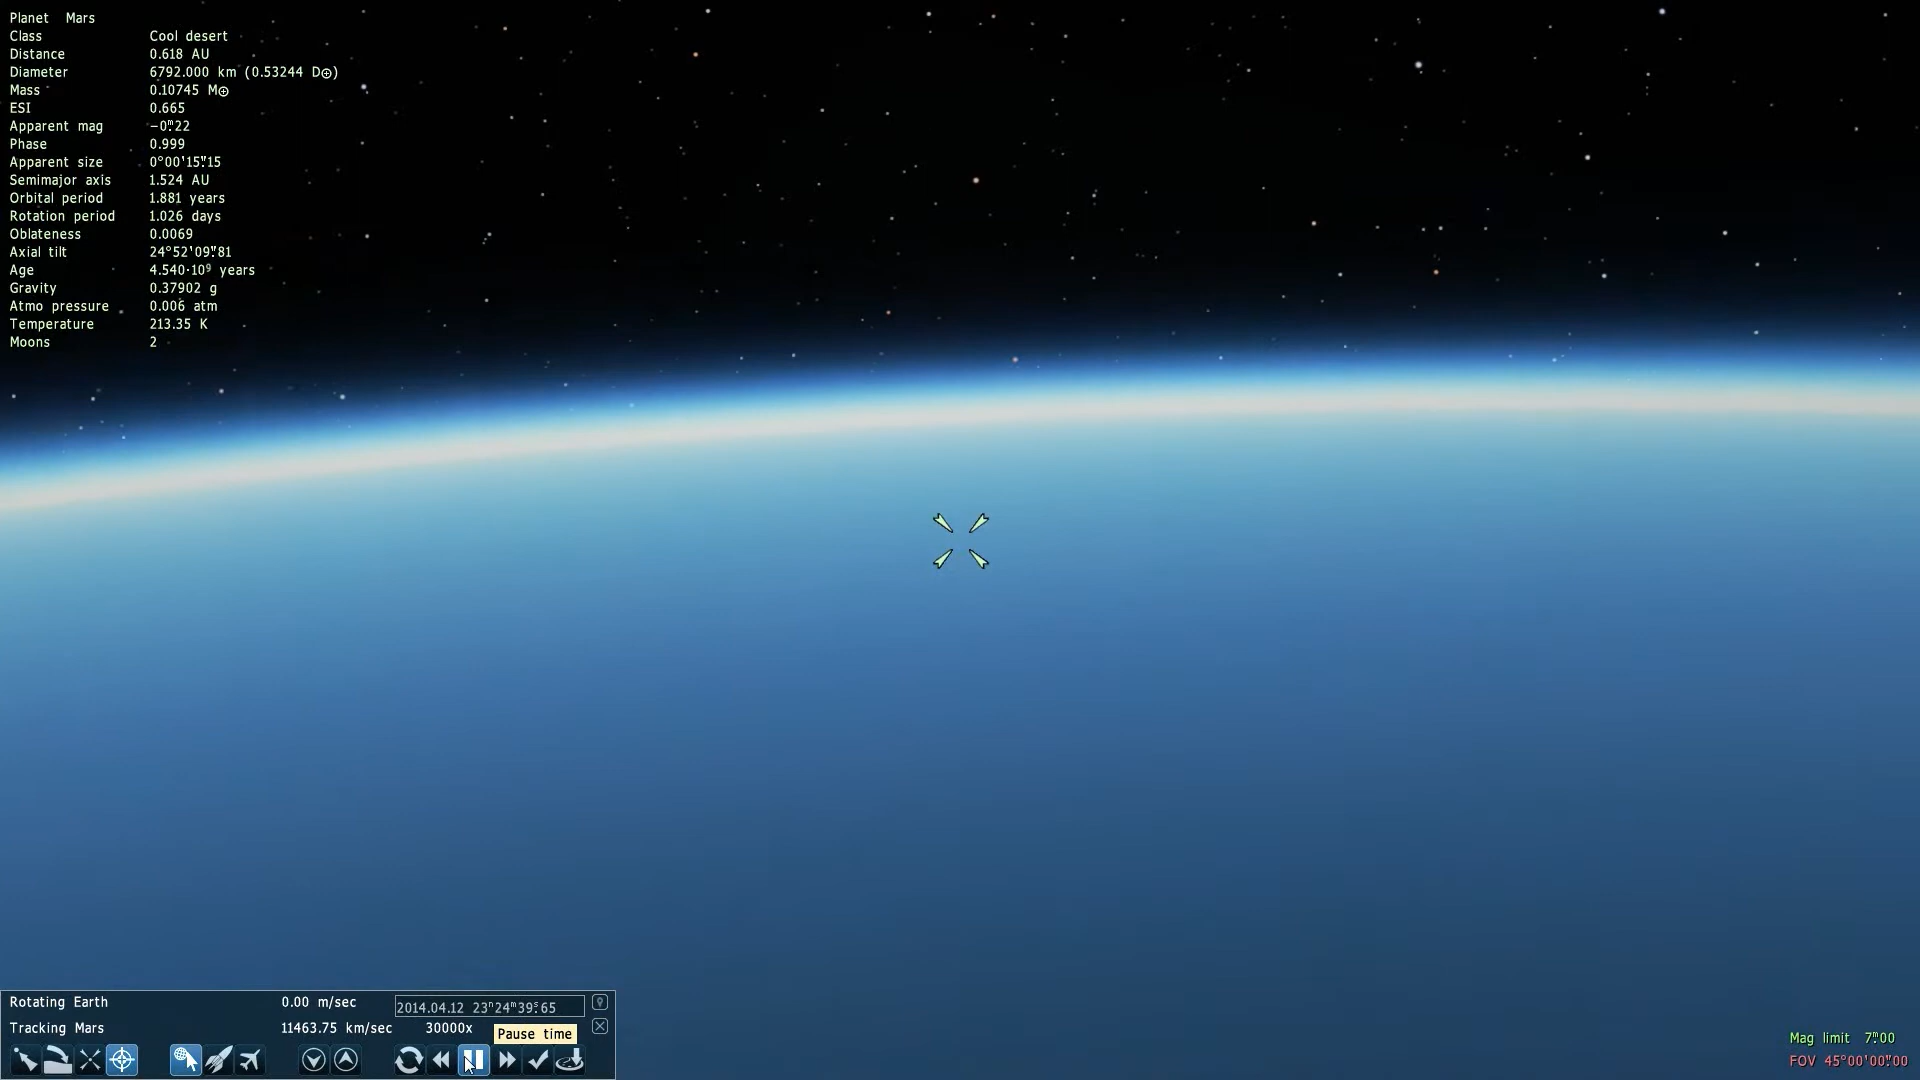 Planet Mars
Class Cool desert
Distance 0.618 AU
Diameter 6792.000 km (0.53244 D⊕)
Mass 0.10745 M⊕
ESI 0.665
Apparent mag −0ᵐ.22
Phase 0.999
Apparent size 0°00'15".15
Semimajor axis 1.524 AU
Orbital period 1.881 years
Rotation period 1.026 days
Oblateness 0.0069
Axial tilt 24°52'09".81
Age 4.540·10⁹ years
Gravity 0.37902 g
Atmo pressure 0.006 atm
Temperature 213.35 K
Moons 2
Rotating Earth 0.00 m/sec 2014.04.12 23ʰ24ᵐ39ˢ.65
Tracking Mars 11463.75 km/sec 30000x
Pause time
Mag limit 7ᵐ.00
FOV 45°00'00".00